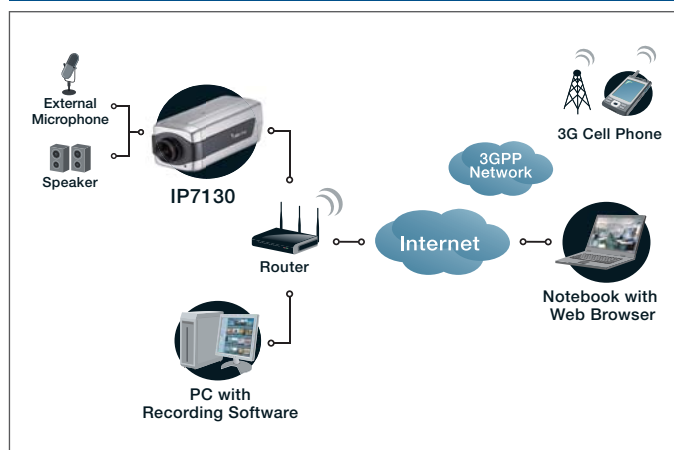 External
Microphone
Speaker
IP7130
Router
PC with
Recording Software
Internet
3GPP
Network
3G Cell Phone
Notebook with
Web Browser